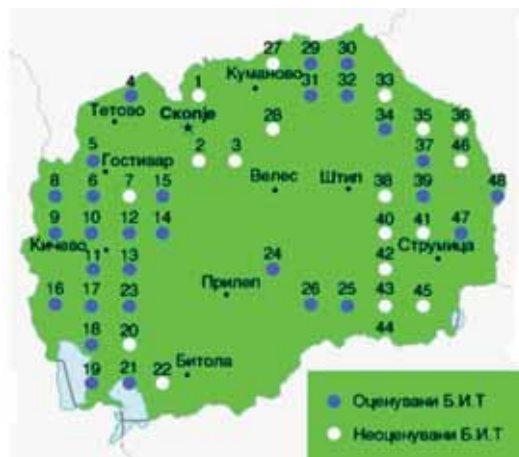 27 29 30
4 1 Куманово 31 32 33
Тетово Скопје 28 34 35 36
5 2 3 37 46
Гостивар
8 6 7 15 Велес Штип 38 39 48
9 10 12 14 40 41 47
Кичево 24 Струмица
11 13 42
16 17 23 Прилеп 26 25 43 45
18 20 44
Битола
19 21 22
Оценувани Б.И.Т
Неоценувани Б.И.Т